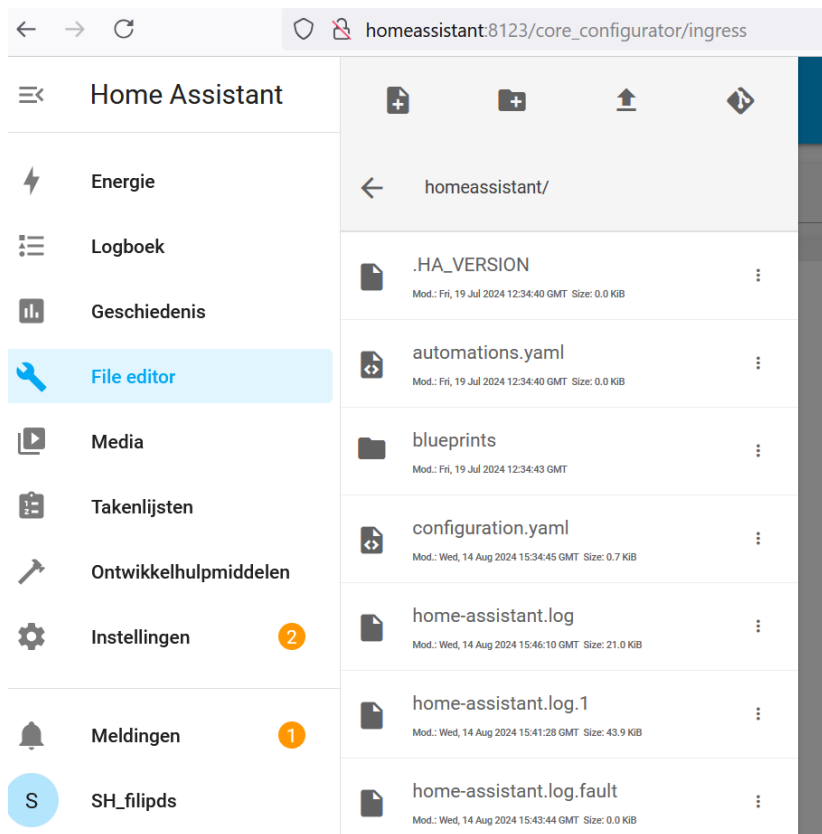 homeassistant:8123/core_configurator/ingress
Home Assistant
Energie
Logboek
Geschiedenis
File editor
Media
Takenlijsten
Ontwikkelhulpmiddelen
Instellingen 2
Meldingen 1
S SH_filipds
homeassistant/
.HA_VERSION
Mod.: Fri, 19 Jul 2024 12:34:40 GMT Size: 0.0 KiB
automations.yaml
Mod.: Fri, 19 Jul 2024 12:34:40 GMT Size: 0.0 KiB
blueprints
Mod.: Fri, 19 Jul 2024 12:34:43 GMT
configuration.yaml
Mod.: Wed, 14 Aug 2024 15:34:45 GMT Size: 0.7 KiB
home-assistant.log
Mod.: Wed, 14 Aug 2024 15:46:10 GMT Size: 21.0 KiB
home-assistant.log.1
Mod.: Wed, 14 Aug 2024 15:41:28 GMT Size: 43.9 KiB
home-assistant.log.fault
Mod.: Wed, 14 Aug 2024 15:43:44 GMT Size: 0.0 KiB